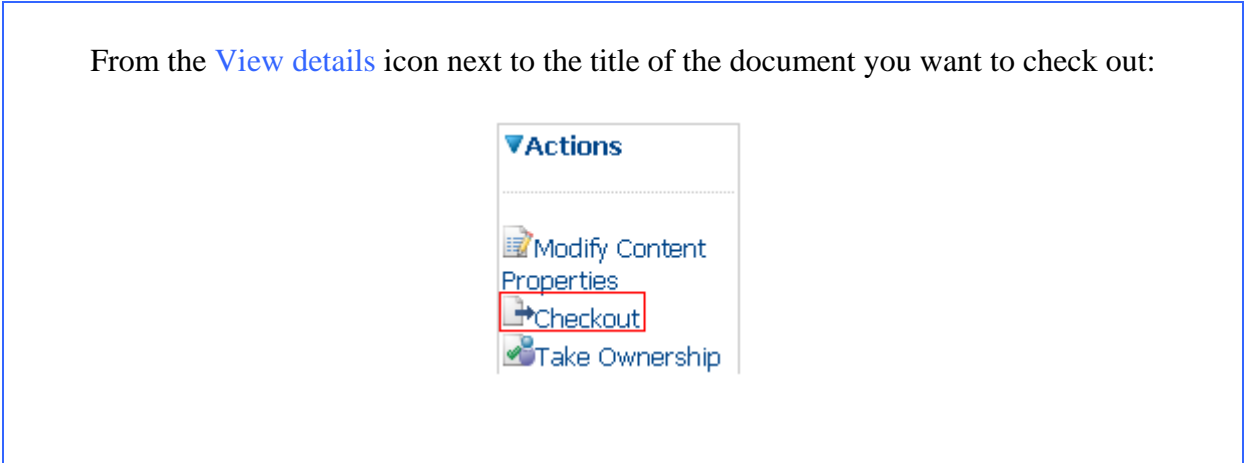 From the View details icon next to the title of the document you want to check out:
Actions
Modify Content
Properties
Checkout
Take Ownership